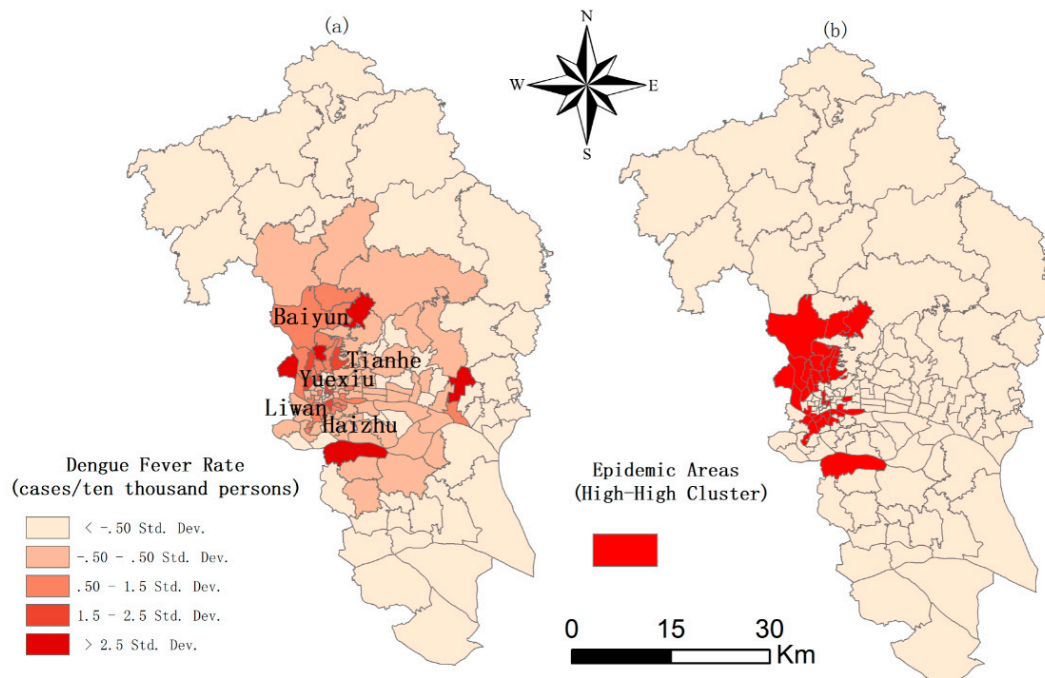 (a)
(b)
N
W
E
S
Baiyun
Tianhe
Yuexiu
Liwan
Haizhu
Dengue Fever Rate
(cases/ten thousand persons)
< -.50 Std. Dev.
-.50 - .50 Std. Dev.
.50 - 1.5 Std. Dev.
1.5 - 2.5 Std. Dev.
> 2.5 Std. Dev.
Epidemic Areas
(High-High Cluster)
0 15 30
Km